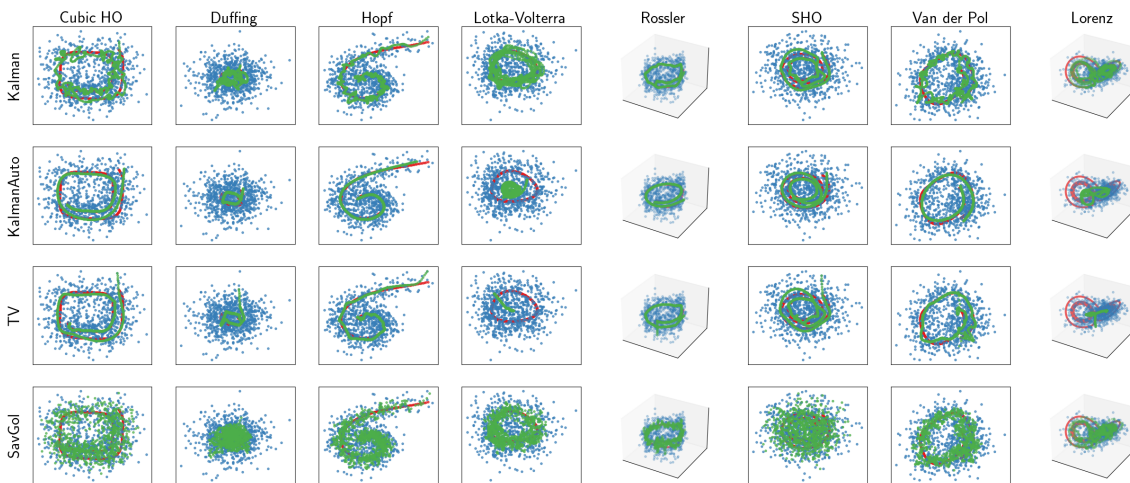 Cubic HO Duffing Hopf Lotka-Volterra Rossler SHO Van der Pol Lorenz
Kalman
KalmanAuto
TV
SavGol